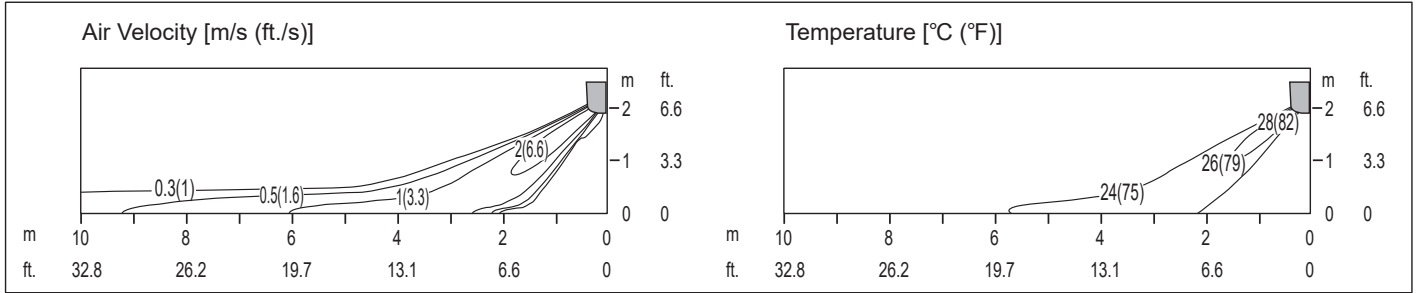 Air Velocity [m/s (ft./s)]
m ft.
2 6.6
2(6.6)
1 3.3
0.3(1)
0.5(1.6)
1(3.3)
0 0
m 10 8 6 4 2 0
ft. 32.8 26.2 19.7 13.1 6.6 0
Temperature [°C (°F)]
m ft.
2 6.6
28(82)
26(79)
1 3.3
24(75)
0 0
m 10 8 6 4 2 0
ft. 32.8 26.2 19.7 13.1 6.6 0